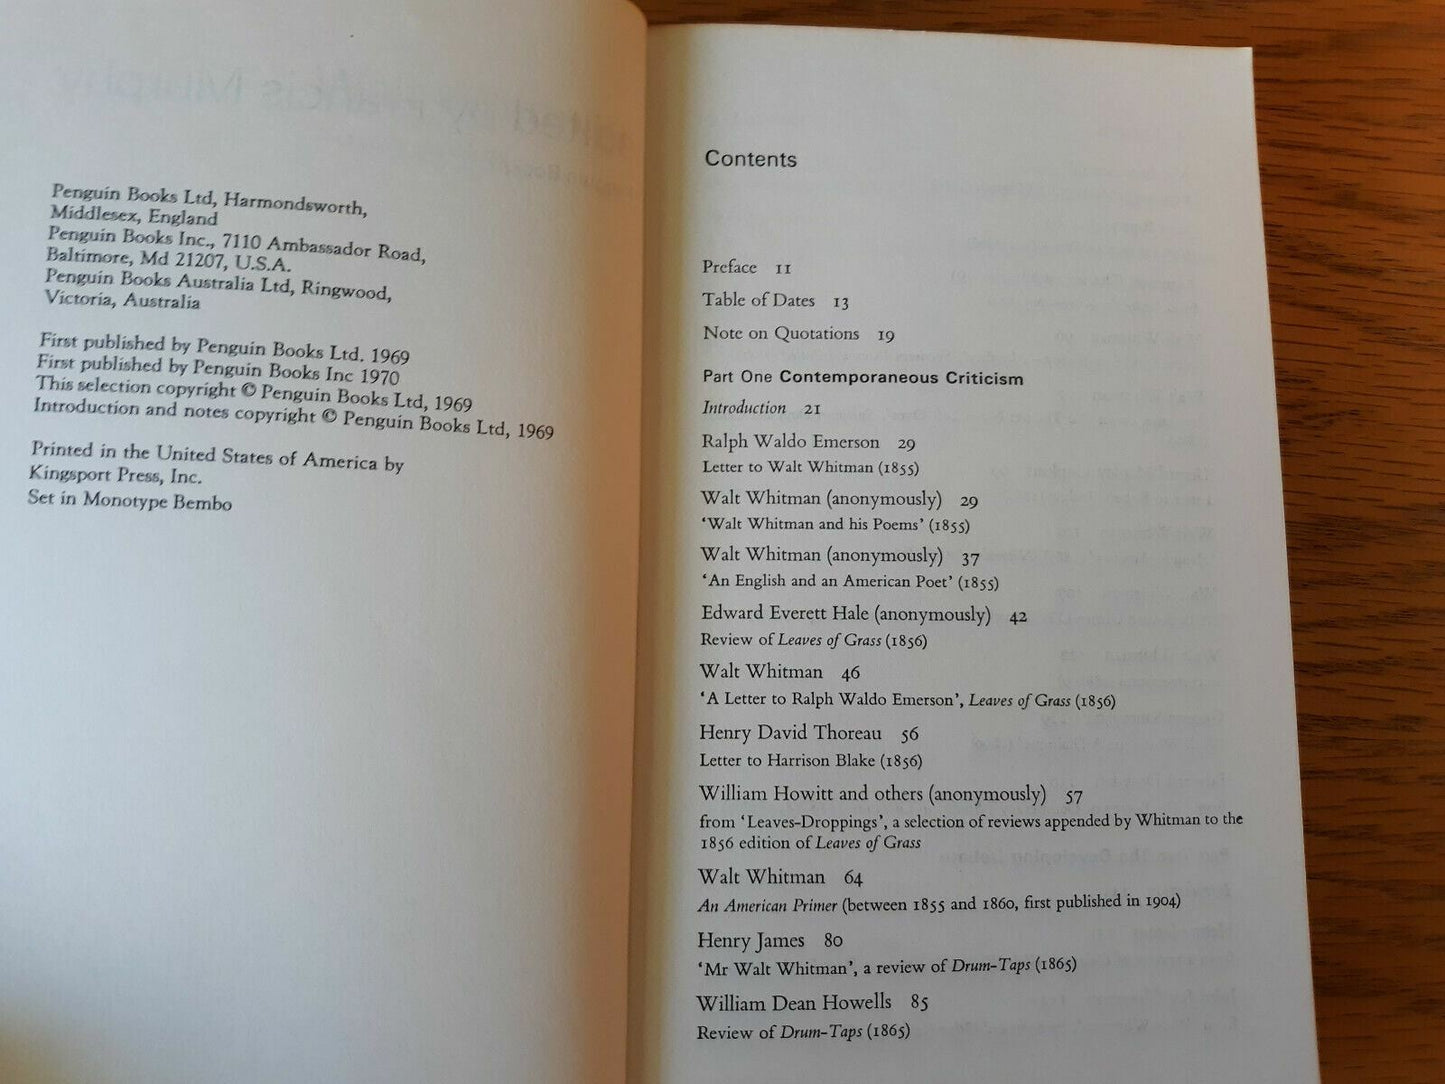 Penguin Books Ltd, Harmondsworth,
Middlesex, England
Penguin Books Inc., 7110 Ambassador Road,
Baltimore, Md 21207, U.S.A.
Penguin Books Australia Ltd, Ringwood,
Victoria, Australia
First published by Penguin Books Ltd. 1969
First published by Penguin Books Inc 1970
This selection copyright © Penguin Books Ltd, 1969
Introduction and notes copyright © Penguin Books Ltd, 1969
Printed in the United States of America by
Kingsport Press, Inc.
Set in Monotype Bembo
Contents
Preface 11
Table of Dates 13
Note on Quotations 19
Part One Contemporaneous Criticism
Introduction 21
Ralph Waldo Emerson 29
Letter to Walt Whitman (1855)
Walt Whitman (anonymously) 29
‘Walt Whitman and his Poems’ (1855)
Walt Whitman (anonymously) 37
‘An English and an American Poet’ (1855)
Edward Everett Hale (anonymously) 42
Review of Leaves of Grass (1856)
Walt Whitman 46
‘A Letter to Ralph Waldo Emerson’, Leaves of Grass (1856)
Henry David Thoreau 56
Letter to Harrison Blake (1856)
William Howitt and others (anonymously) 57
from ‘Leaves-Droppings’, a selection of reviews appended by Whitman to the
1856 edition of Leaves of Grass
Walt Whitman 64
An American Primer (between 1855 and 1860, first published in 1904)
Henry James 80
‘Mr Walt Whitman’, a review of Drum-Taps (1865)
William Dean Howells 85
Review of Drum-Taps (1865)